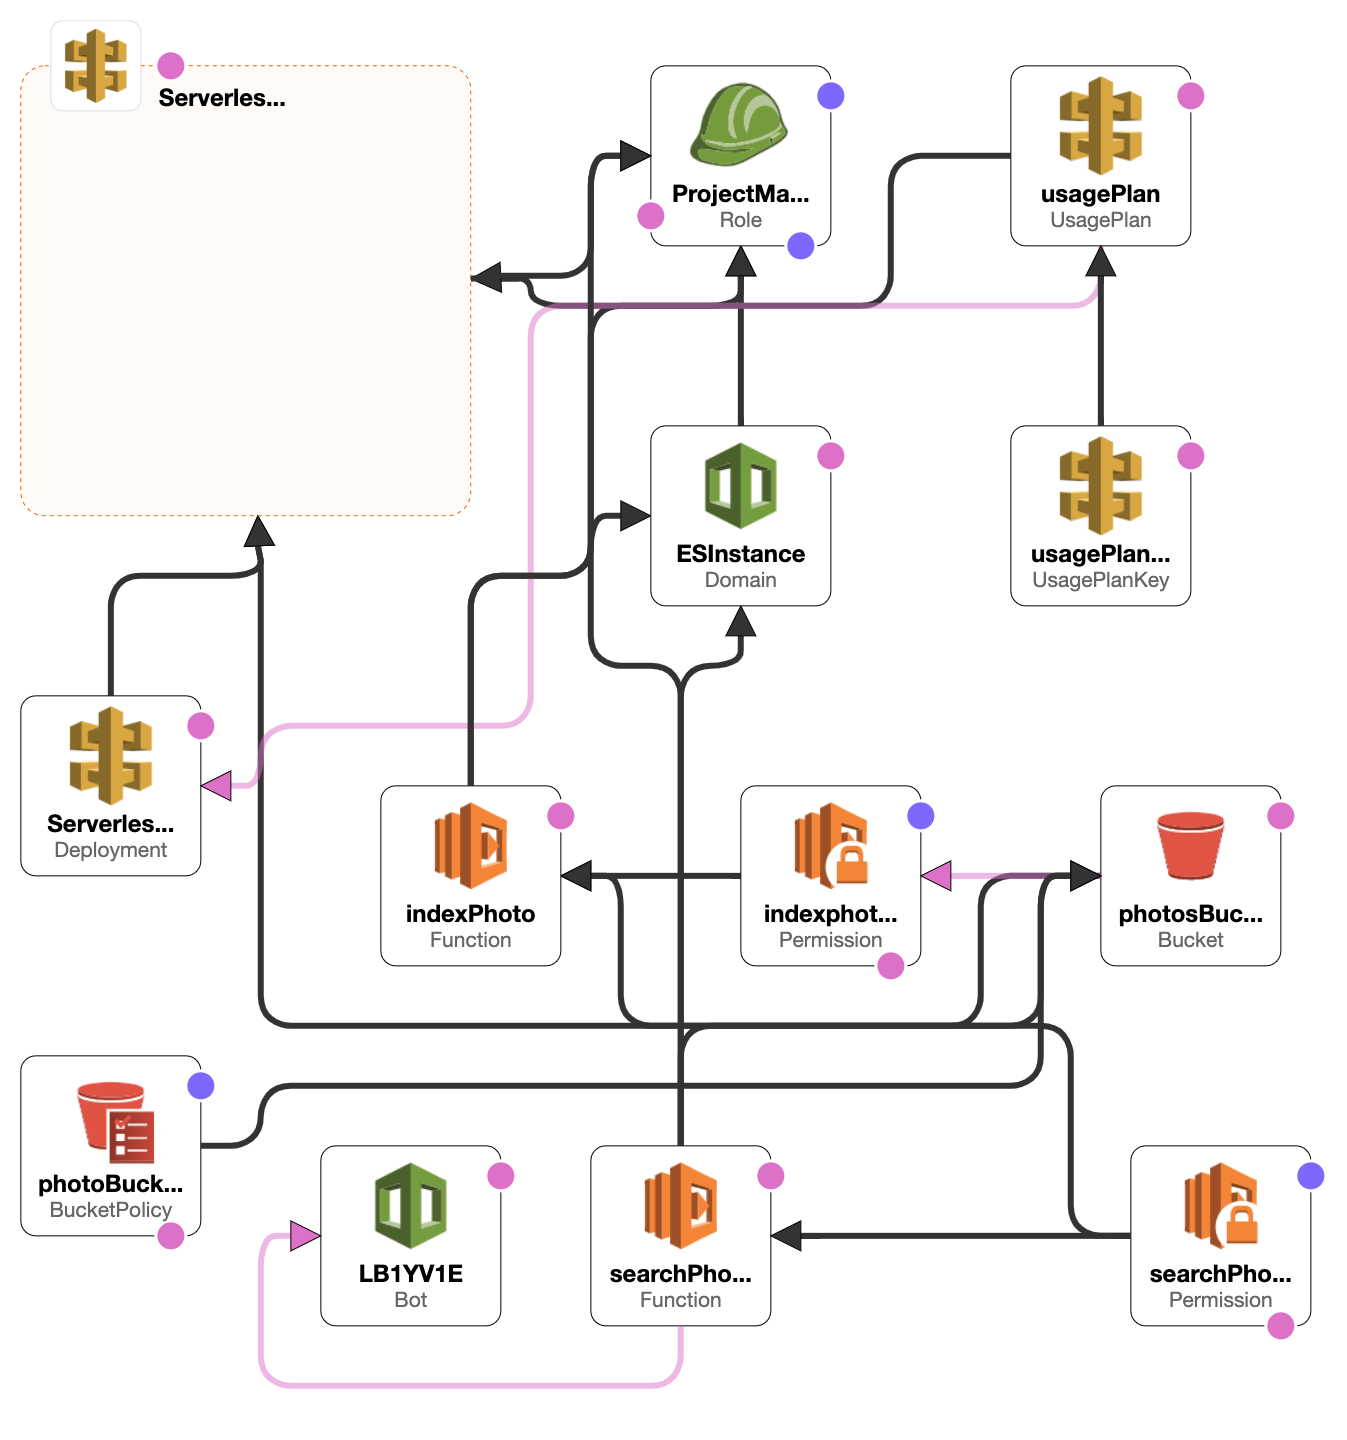 Serverles...
ProjectMa...
Role
usagePlan
UsagePlan
ESInstance
Domain
usagePlan...
UsagePlanKey
Serverles...
Deployment
indexPhoto
Function
indexphot...
Permission
photosBuc...
Bucket
photoBuck...
BucketPolicy
LB1YV1E
Bot
searchPho...
Function
searchPho...
Permission